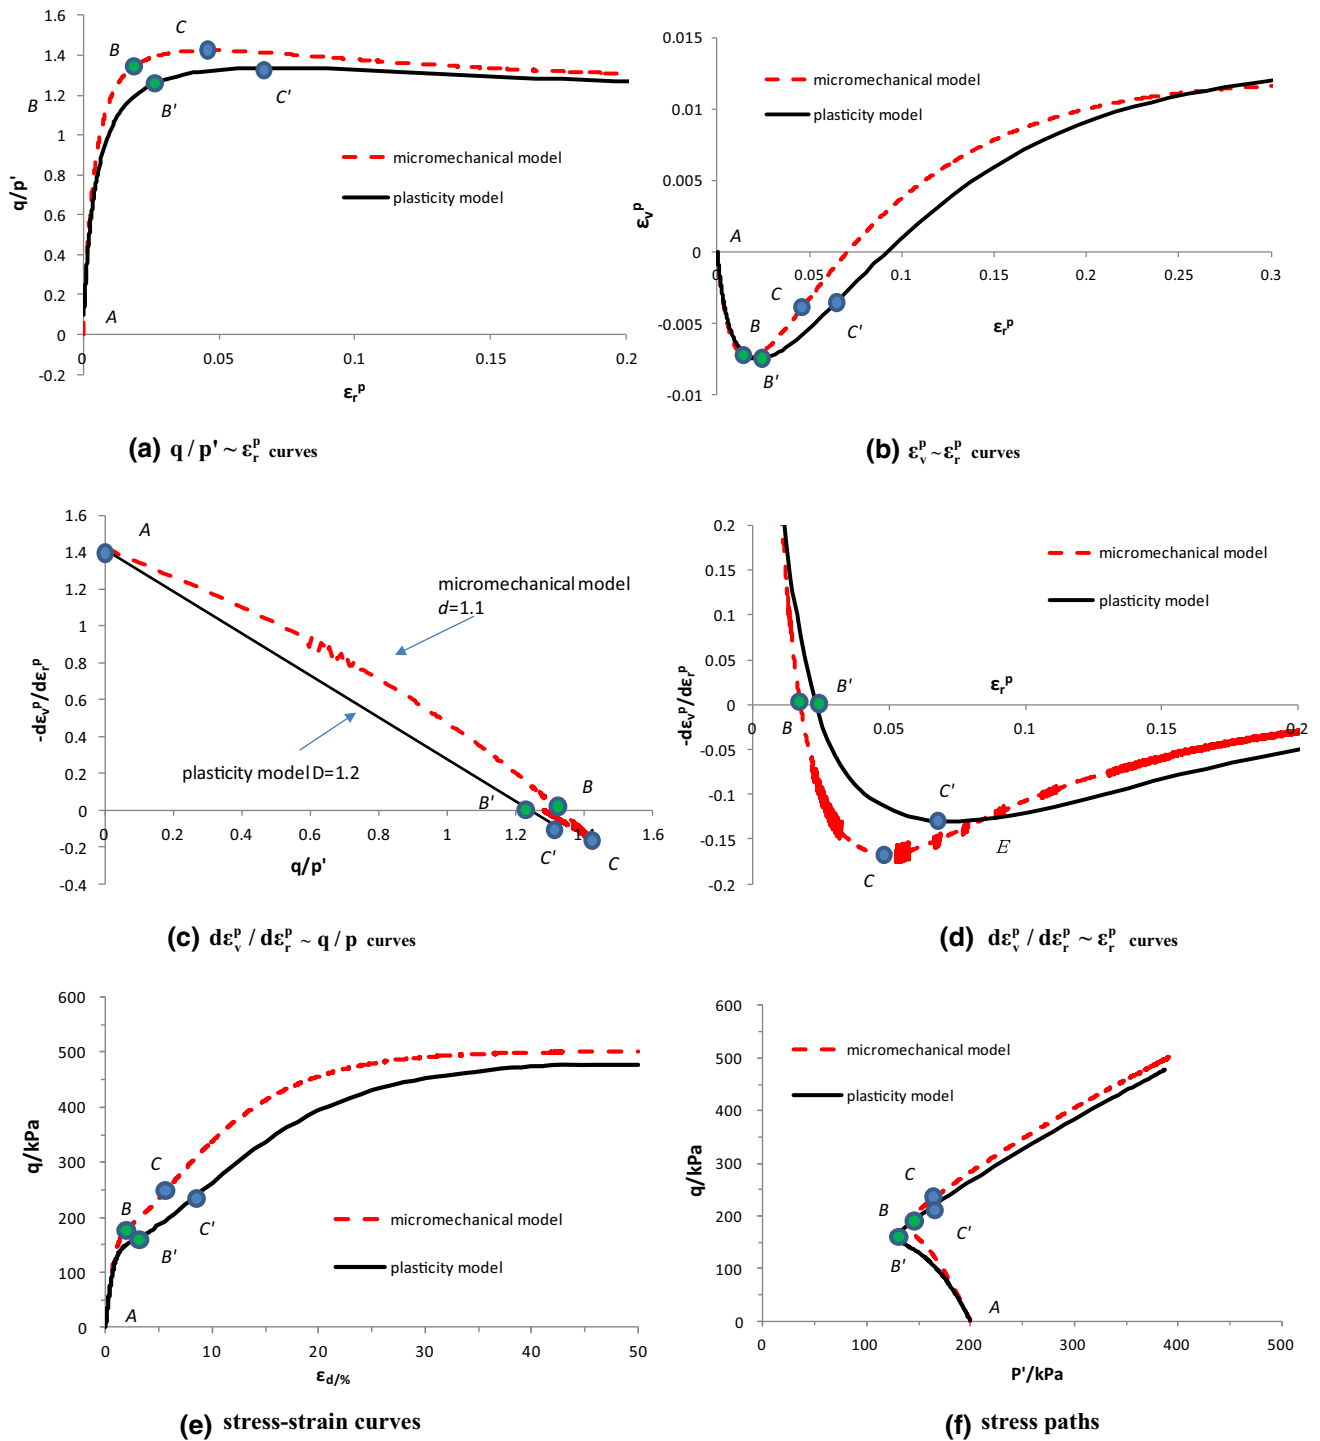 1.6
1.4
1.2
1
0.8
0.6
0.4
0.2
0
-0.2
q/p'
B
B
C
B'
C'
A
micromechanical model
plasticity model
0 0.05 0.1 0.15 0.2
εrᵖ
(a) q / p' ~ εrᵖ curves
0.015
0.01
0.005
0
-0.005
-0.01
εvᵖ
micromechanical model
plasticity model
A
0 0.05 0.1 0.15 0.2 0.25 0.3
C
C'
B
B'
εrᵖ
(b) εvᵖ ~ εrᵖ curves
1.6
1.4
1.2
1
0.8
0.6
0.4
0.2
0
-0.2
-0.4
-dεvᵖ/dεrᵖ
A
micromechanical model
d=1.1
plasticity model D=1.2
B'
B
C'
C
0 0.2 0.4 0.6 0.8 1 1.2 1.4 1.6
q/p'
(c) dεvᵖ / dεrᵖ ~ q / p curves
0.2
0.15
0.1
0.05
0
-0.05
-0.1
-0.15
-0.2
-dεvᵖ/dεrᵖ
micromechanical model
plasticity model
B'
εrᵖ
B
0 0.05 0.1 0.15 0.2
C'
E
C
(d) dεvᵖ / dεrᵖ ~ εrᵖ curves
600
500
400
300
200
100
0
q/kPa
C
B
C'
B'
A
micromechanical model
plasticity model
0 10 20 30 40 50
εd/%
(e) stress-strain curves
600
500
400
300
200
100
0
q/kPa
micromechanical model
plasticity model
C
B
C'
B'
A
0 100 200 300 400 500
P'/kPa
(f) stress paths